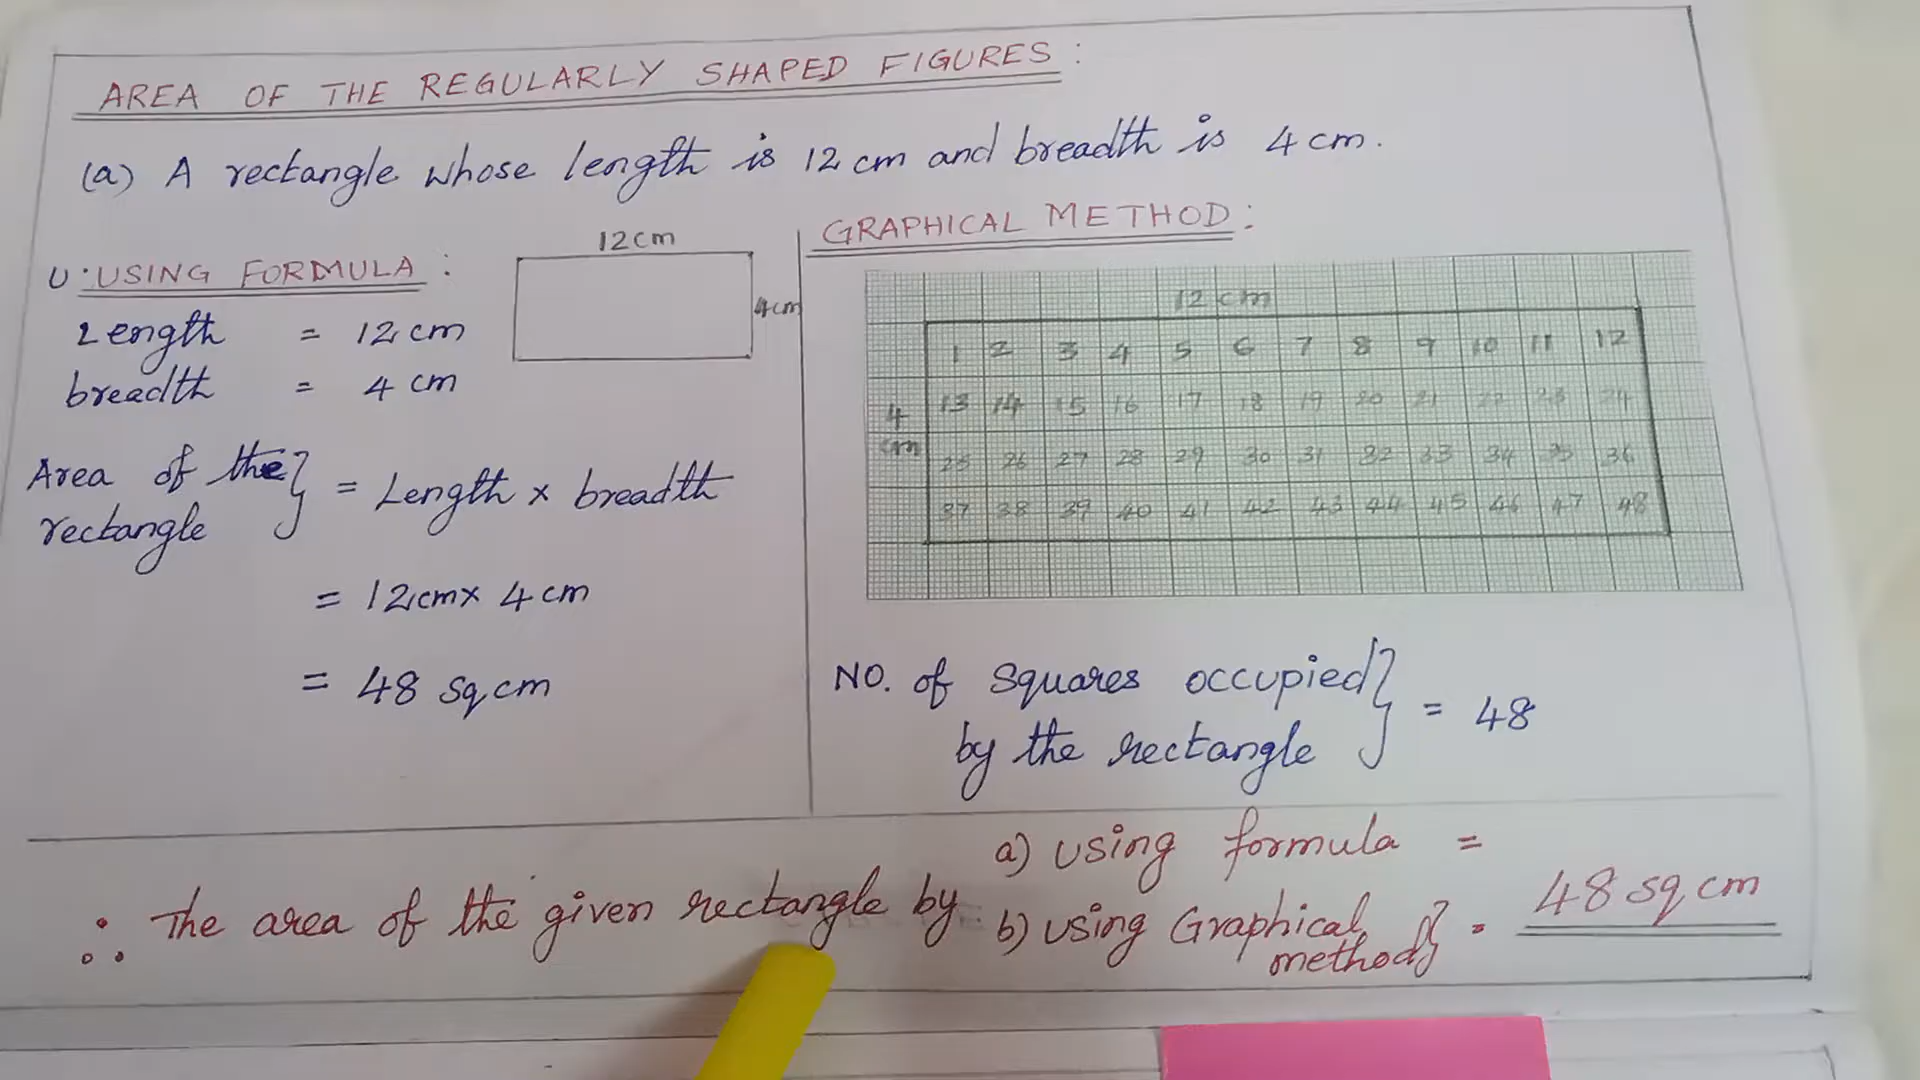 AREA OF THE REGULARLY SHAPED FIGURES:
(a) A rectangle whose length is 12 cm and breadth is 4 cm.
U: USING FORMULA:
12cm
4cm
Length = 12 cm
breadth = 4 cm
Area of the } = Length x breadth
rectangle
= 12cm x 4 cm
= 48 sq cm
GRAPHICAL METHOD:
12 cm
1 2 3 4 5 6 7 8 9 10 11 12
4 cm
13 14 15 16 17 18 19 20 21 22 23 24
25 26 27 28 29 30 31 32 33 34 35 36
37 38 39 40 41 42 43 44 45 46 47 48
NO. of squares occupied } = 48
by the rectangle
∴ The area of the given rectangle by
a) using formula =
b) using Graphical method } =
48 sq cm